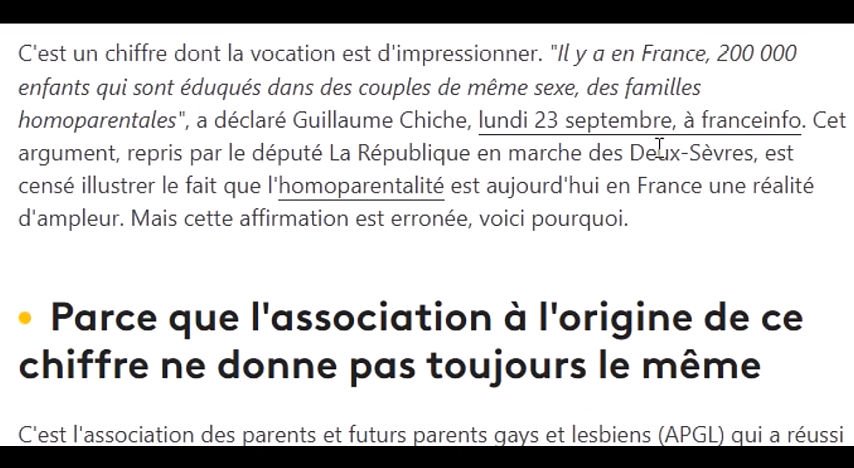 C'est un chiffre dont la vocation est d'impressionner. "Il y a en France, 200 000
enfants qui sont éduqués dans des couples de même sexe, des familles
homoparentales", a déclaré Guillaume Chiche, lundi 23 septembre, à franceinfo. Cet
argument, repris par le député La République en marche des Deux-Sèvres, est
censé illustrer le fait que l'homoparentalité est aujourd'hui en France une réalité
d'ampleur. Mais cette affirmation est erronée, voici pourquoi.
• Parce que l'association à l'origine de ce
chiffre ne donne pas toujours le même
C'est l'association des parents et futurs parents gays et lesbiens (APGL) qui a réussi